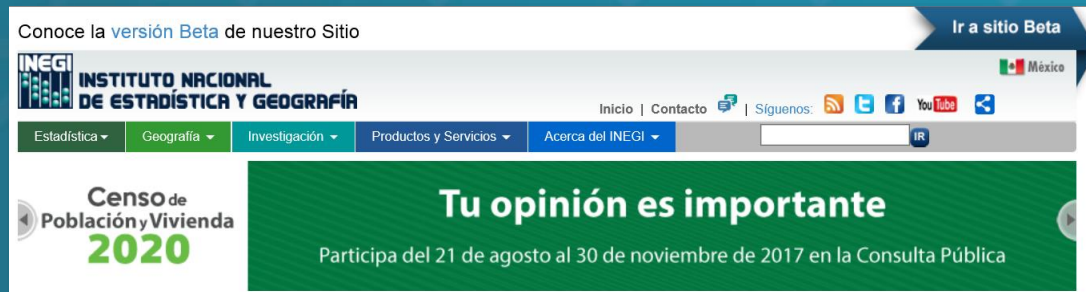 Conoce la versión Beta de nuestro Sitio
Ir a sitio Beta
INEGI
INSTITUTO NACIONAL
DE ESTADÍSTICA Y GEOGRAFÍA
México
Inicio | Contacto | Síguenos: You Tube
Estadística Geografía Investigación Productos y Servicios Acerca del INEGI IR
Censo de
Población y Vivienda
2020
Tu opinión es importante
Participa del 21 de agosto al 30 de noviembre de 2017 en la Consulta Pública